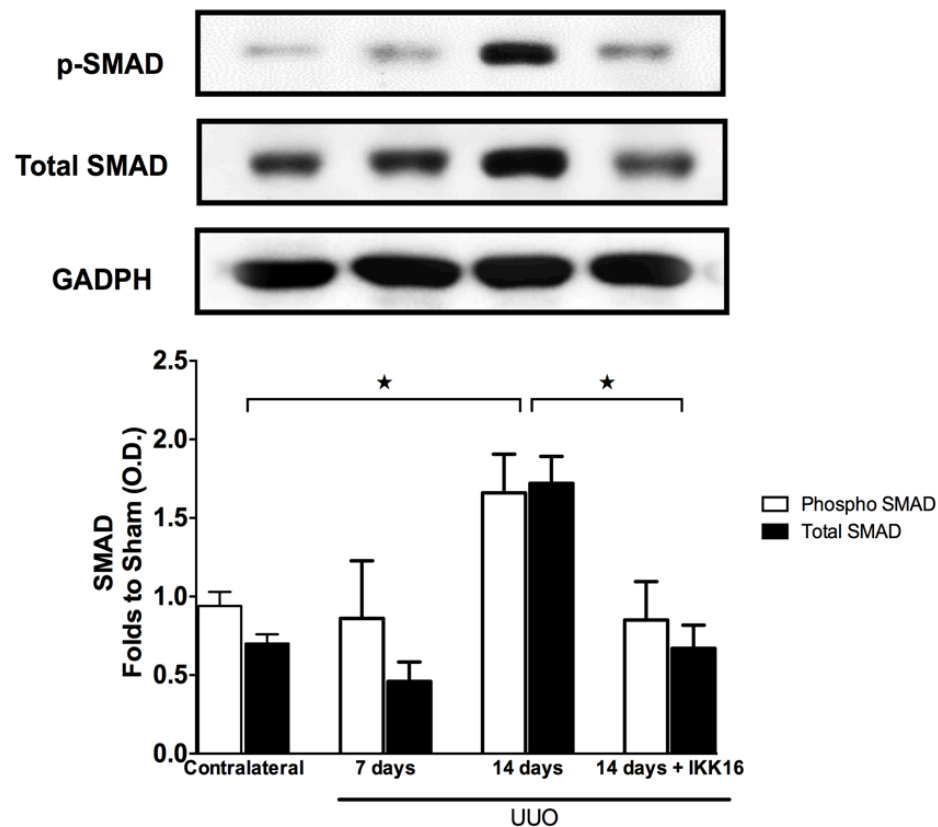 p-SMAD
Total SMAD
GADPH
SMAD
Folds to Sham (O.D.)
2.5
2.0
1.5
1.0
0.5
0.0
★
★
Phospho SMAD
Total SMAD
Contralateral
7 days
14 days
14 days + IKK16
UUO